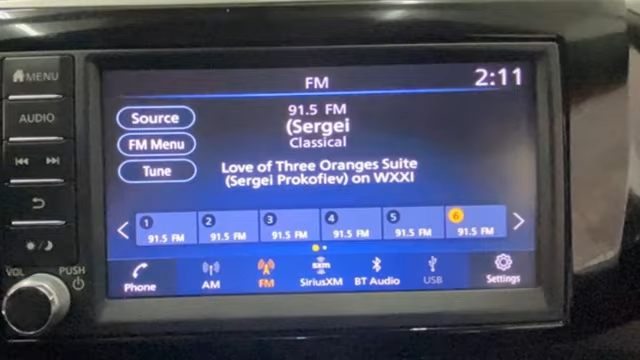 MENU
AUDIO
VOL
PUSH
FM
2:11
Source
FM Menu
Tune
91.5 FM
(Sergei
Classical
Love of Three Oranges Suite
(Sergei Prokofiev) on WXXI
1 2 3 4 5 6
91.5 FM 91.5 FM 91.5 FM 91.5 FM 91.5 FM 91.5 FM
Phone AM FM SiriusXM BT Audio USB Settings